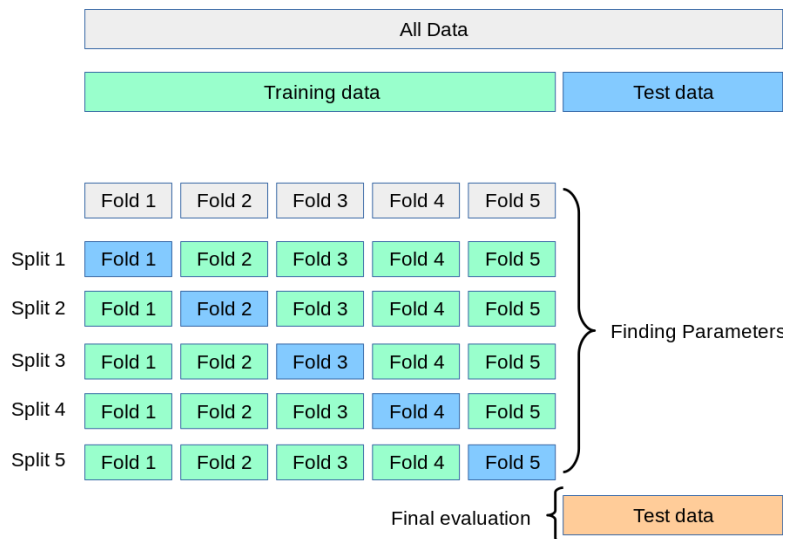 All Data
Training data Test data
Fold 1 Fold 2 Fold 3 Fold 4 Fold 5
Split 1 Fold 1 Fold 2 Fold 3 Fold 4 Fold 5
Split 2 Fold 1 Fold 2 Fold 3 Fold 4 Fold 5
Finding Parameters
Split 3 Fold 1 Fold 2 Fold 3 Fold 4 Fold 5
Split 4 Fold 1 Fold 2 Fold 3 Fold 4 Fold 5
Split 5 Fold 1 Fold 2 Fold 3 Fold 4 Fold 5
Final evaluation Test data